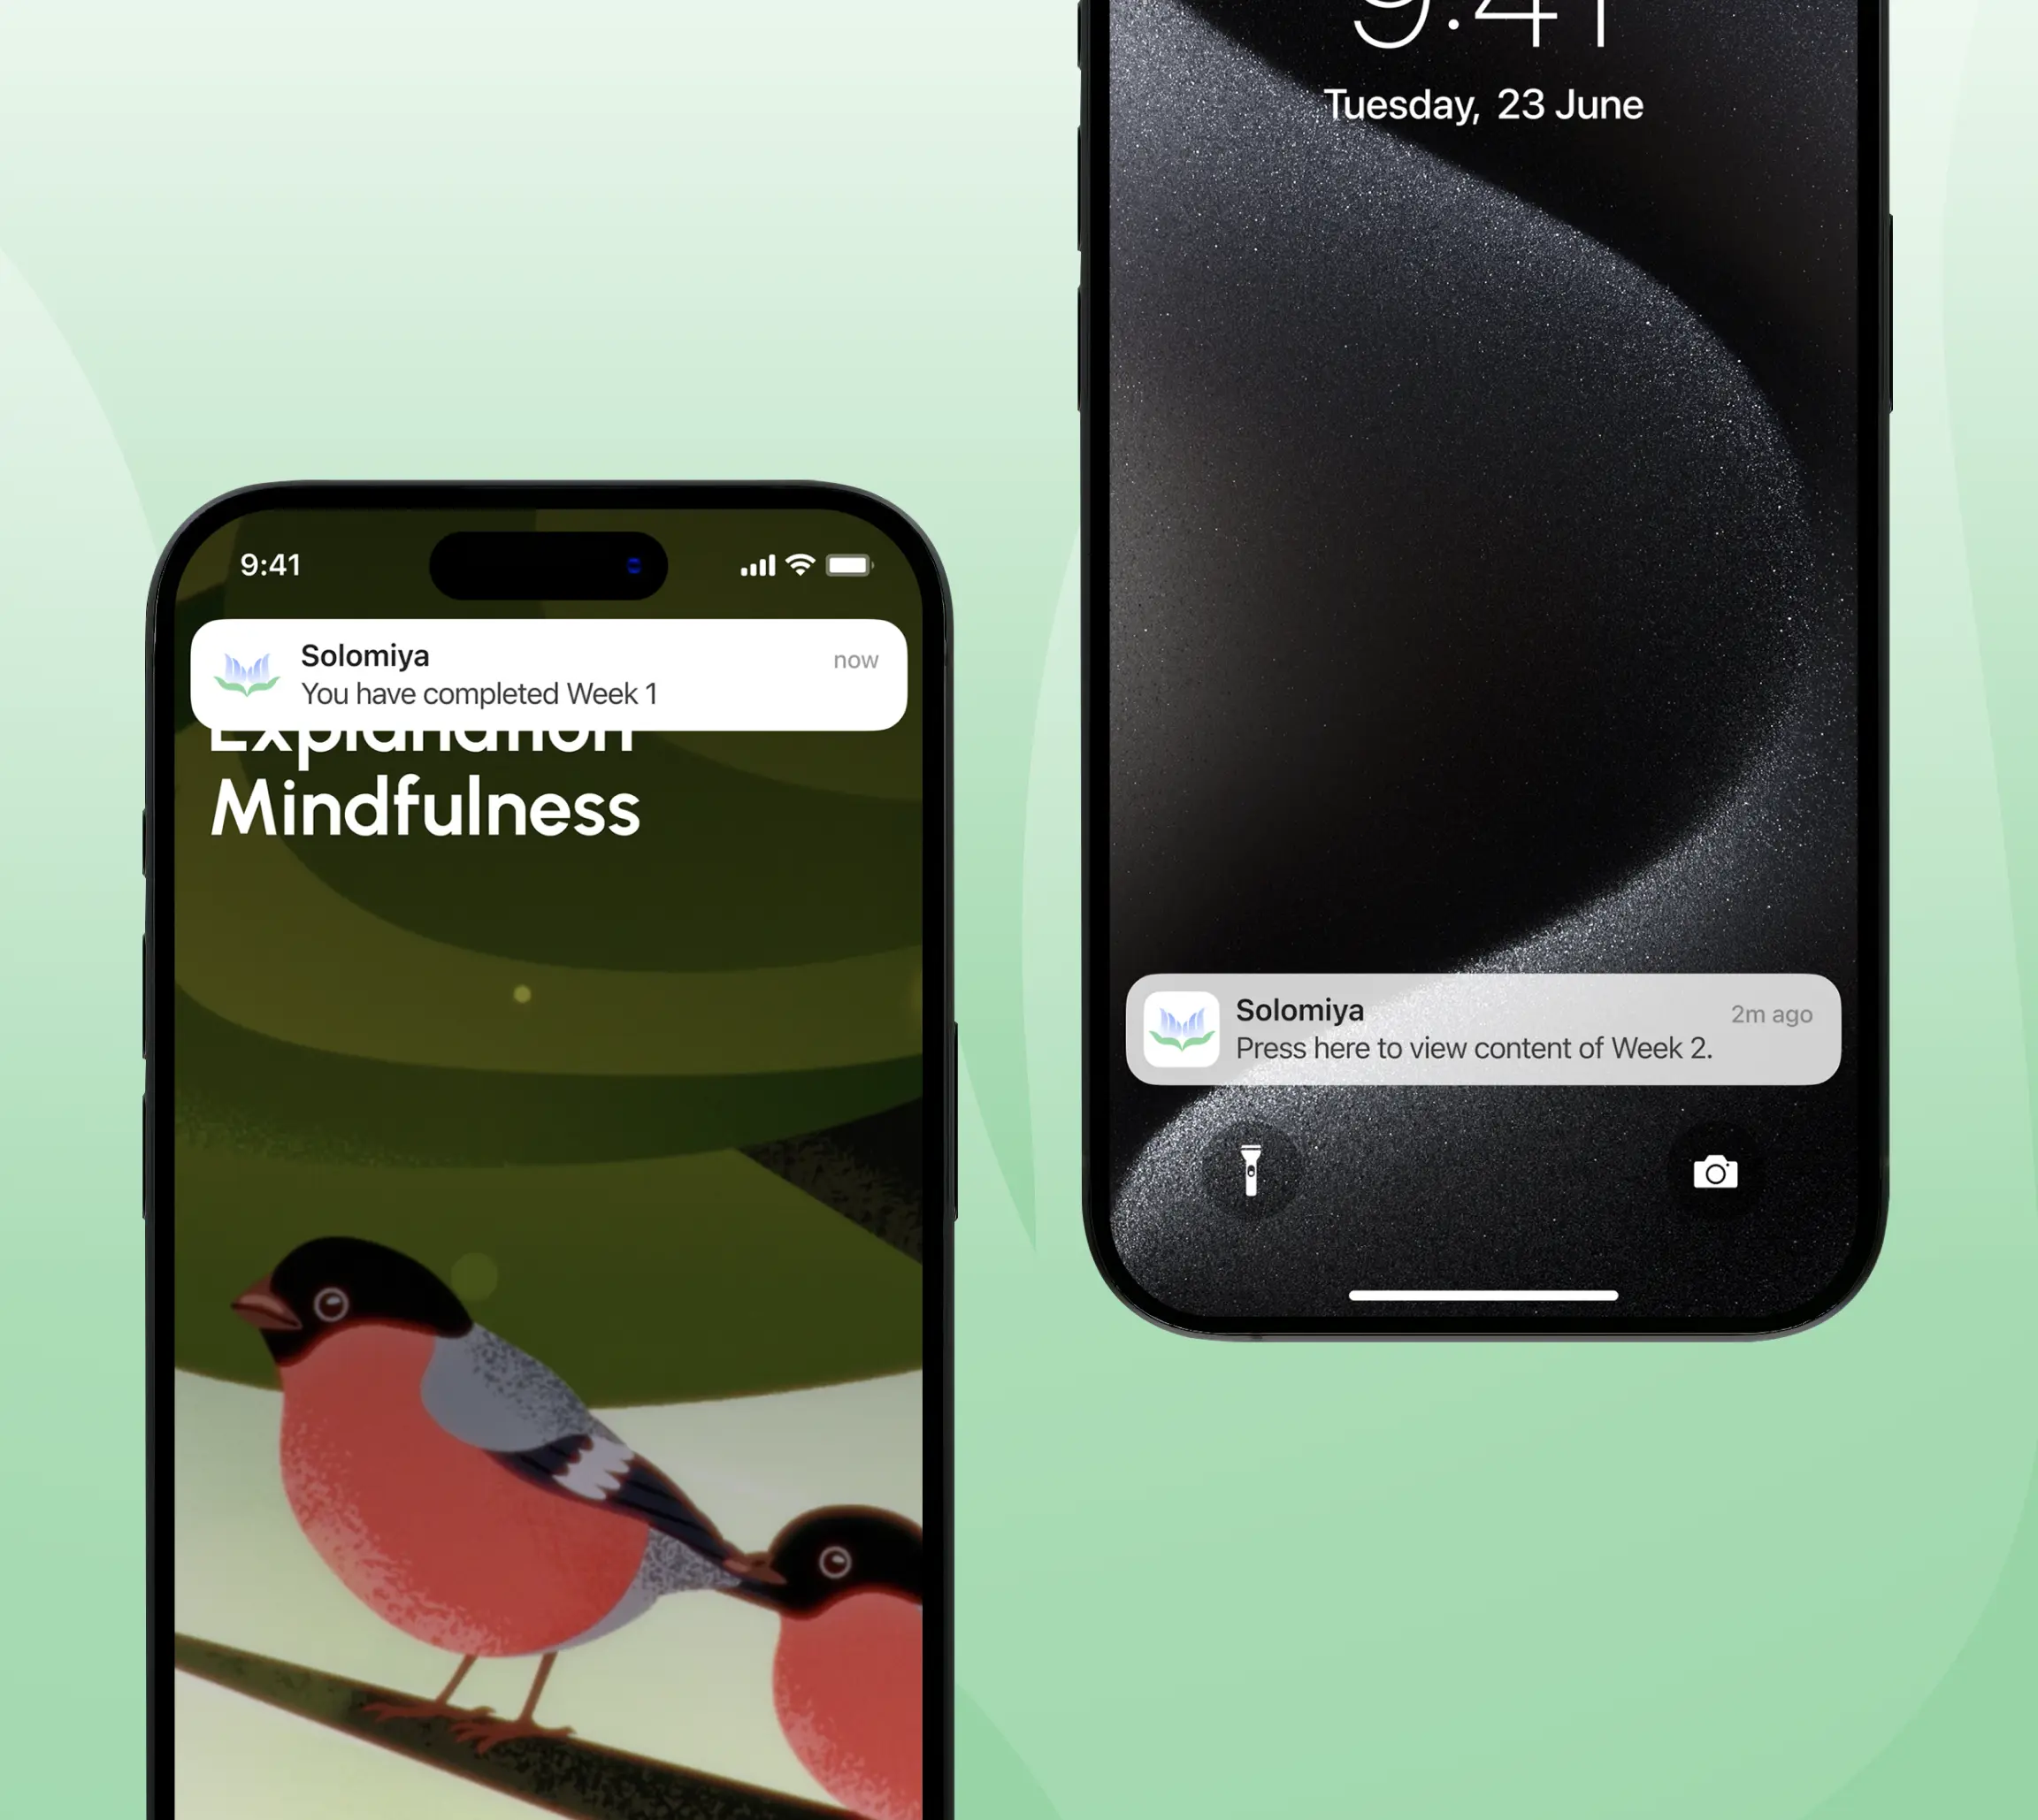 9:41
Solomiya
now
You have completed Week 1
Explanation
Mindfulness
9:41
Tuesday, 23 June
Solomiya
2m ago
Press here to view content of Week 2.